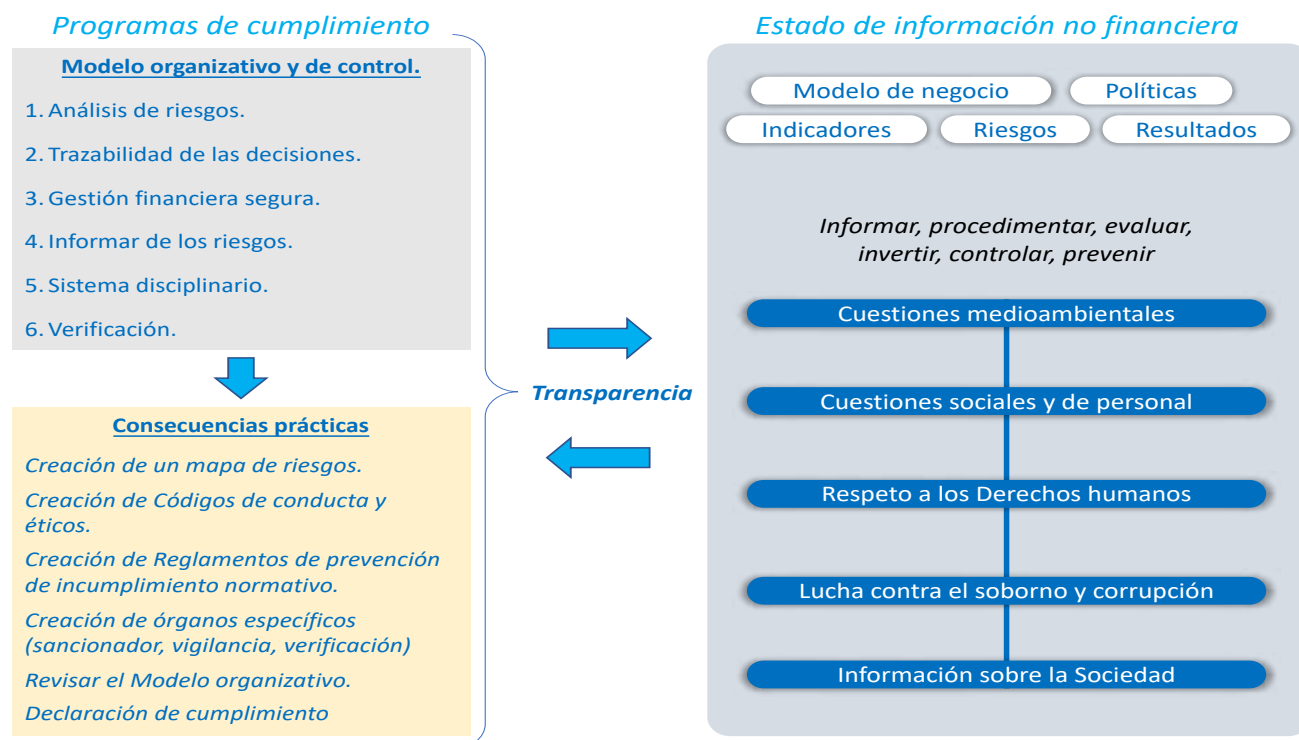 Programas de cumplimiento
Modelo organizativo y de control.
1. Análisis de riesgos.
2. Trazabilidad de las decisiones.
3. Gestión financiera segura.
4. Informar de los riesgos.
5. Sistema disciplinario.
6. Verificación.
Consecuencias prácticas
Creación de un mapa de riesgos.
Creación de Códigos de conducta y
éticos.
Creación de Reglamentos de prevención
de incumplimiento normativo.
Creación de órganos específicos
(sancionador, vigilancia, verificación)
Revisar el Modelo organizativo.
Declaración de cumplimiento
Transparencia
Estado de información no financiera
Modelo de negocio
Políticas
Indicadores
Riesgos
Resultados
Informar, procedimentar, evaluar,
invertir, controlar, prevenir
Cuestiones medioambientales
Cuestiones sociales y de personal
Respeto a los Derechos humanos
Lucha contra el soborno y corrupción
Información sobre la Sociedad